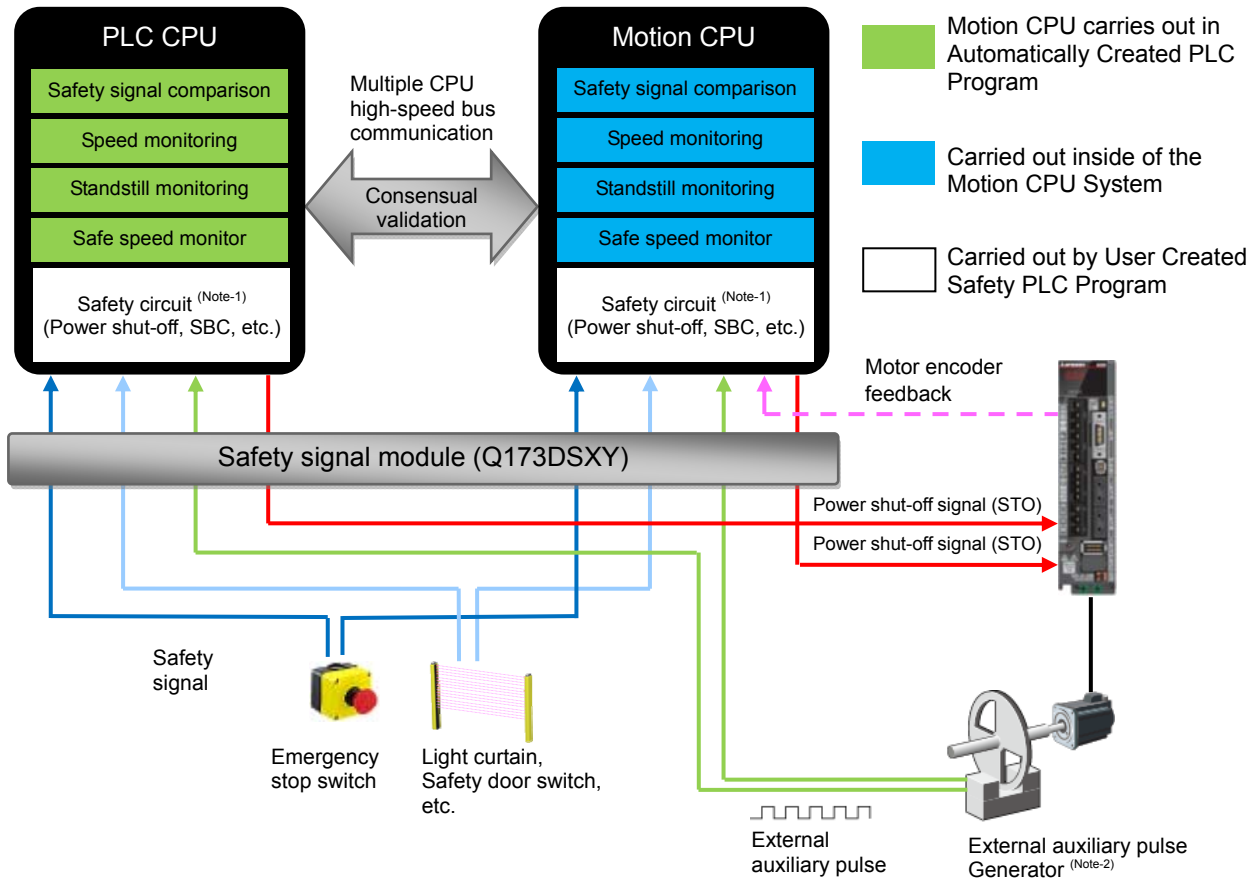 PLC CPU
Safety signal comparison
Speed monitoring
Standstill monitoring
Safe speed monitor
Safety circuit (Note-1)
(Power shut-off, SBC, etc.)
Multiple CPU
high-speed bus
communication
Consensual
validation
Motion CPU
Safety signal comparison
Speed monitoring
Standstill monitoring
Safe speed monitor
Safety circuit (Note-1)
(Power shut-off, SBC, etc.)
Motion CPU carries out in
Automatically Created PLC
Program
Carried out inside of the
Motion CPU System
Carried out by User Created
Safety PLC Program
Motor encoder
feedback
Safety signal module (Q173DSXY)
Power shut-off signal (STO)
Power shut-off signal (STO)
Safety
signal
Emergency
stop switch
Light curtain,
Safety door switch,
etc.
External
auxiliary pulse
External auxiliary pulse
Generator (Note-2)